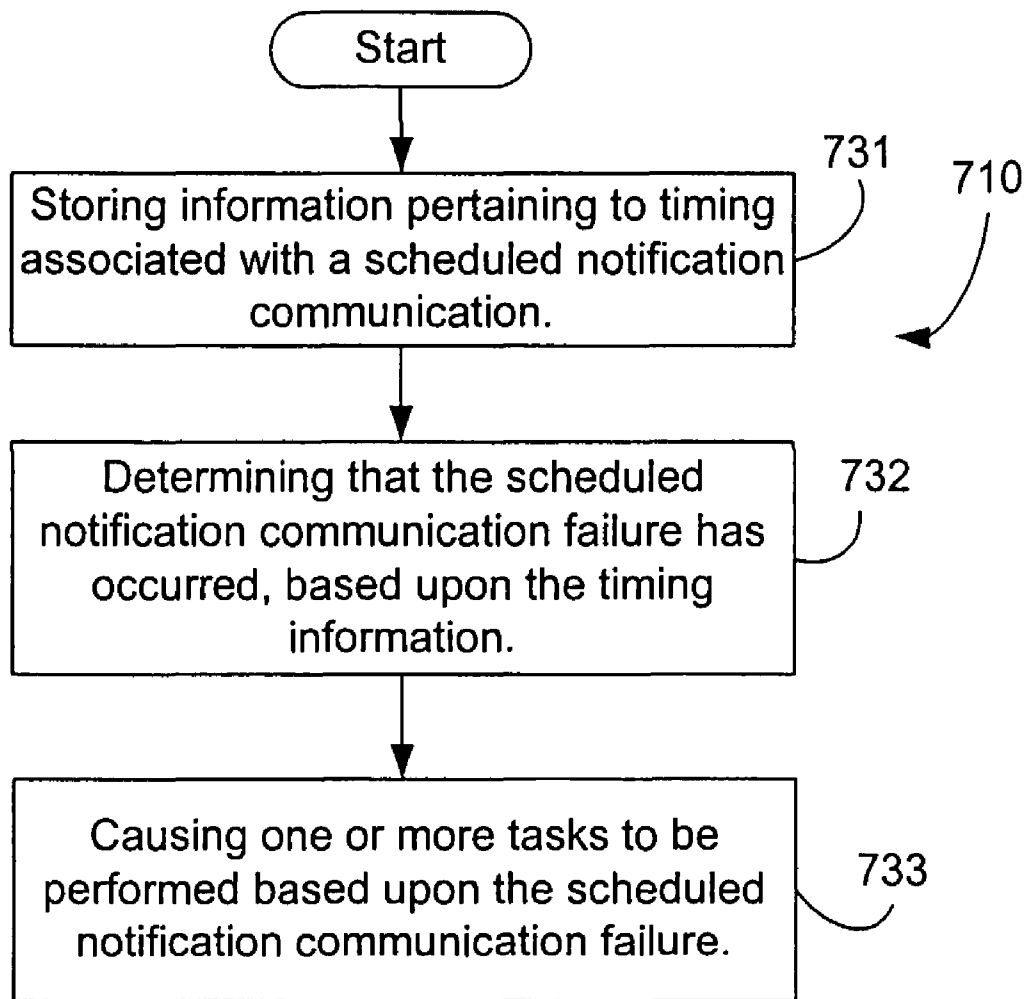 Start
731
710
Storing information pertaining to timing
associated with a scheduled notification
communication.
732
Determining that the scheduled
notification communication failure has
occurred, based upon the timing
information.
733
Causing one or more tasks to be
performed based upon the scheduled
notification communication failure.